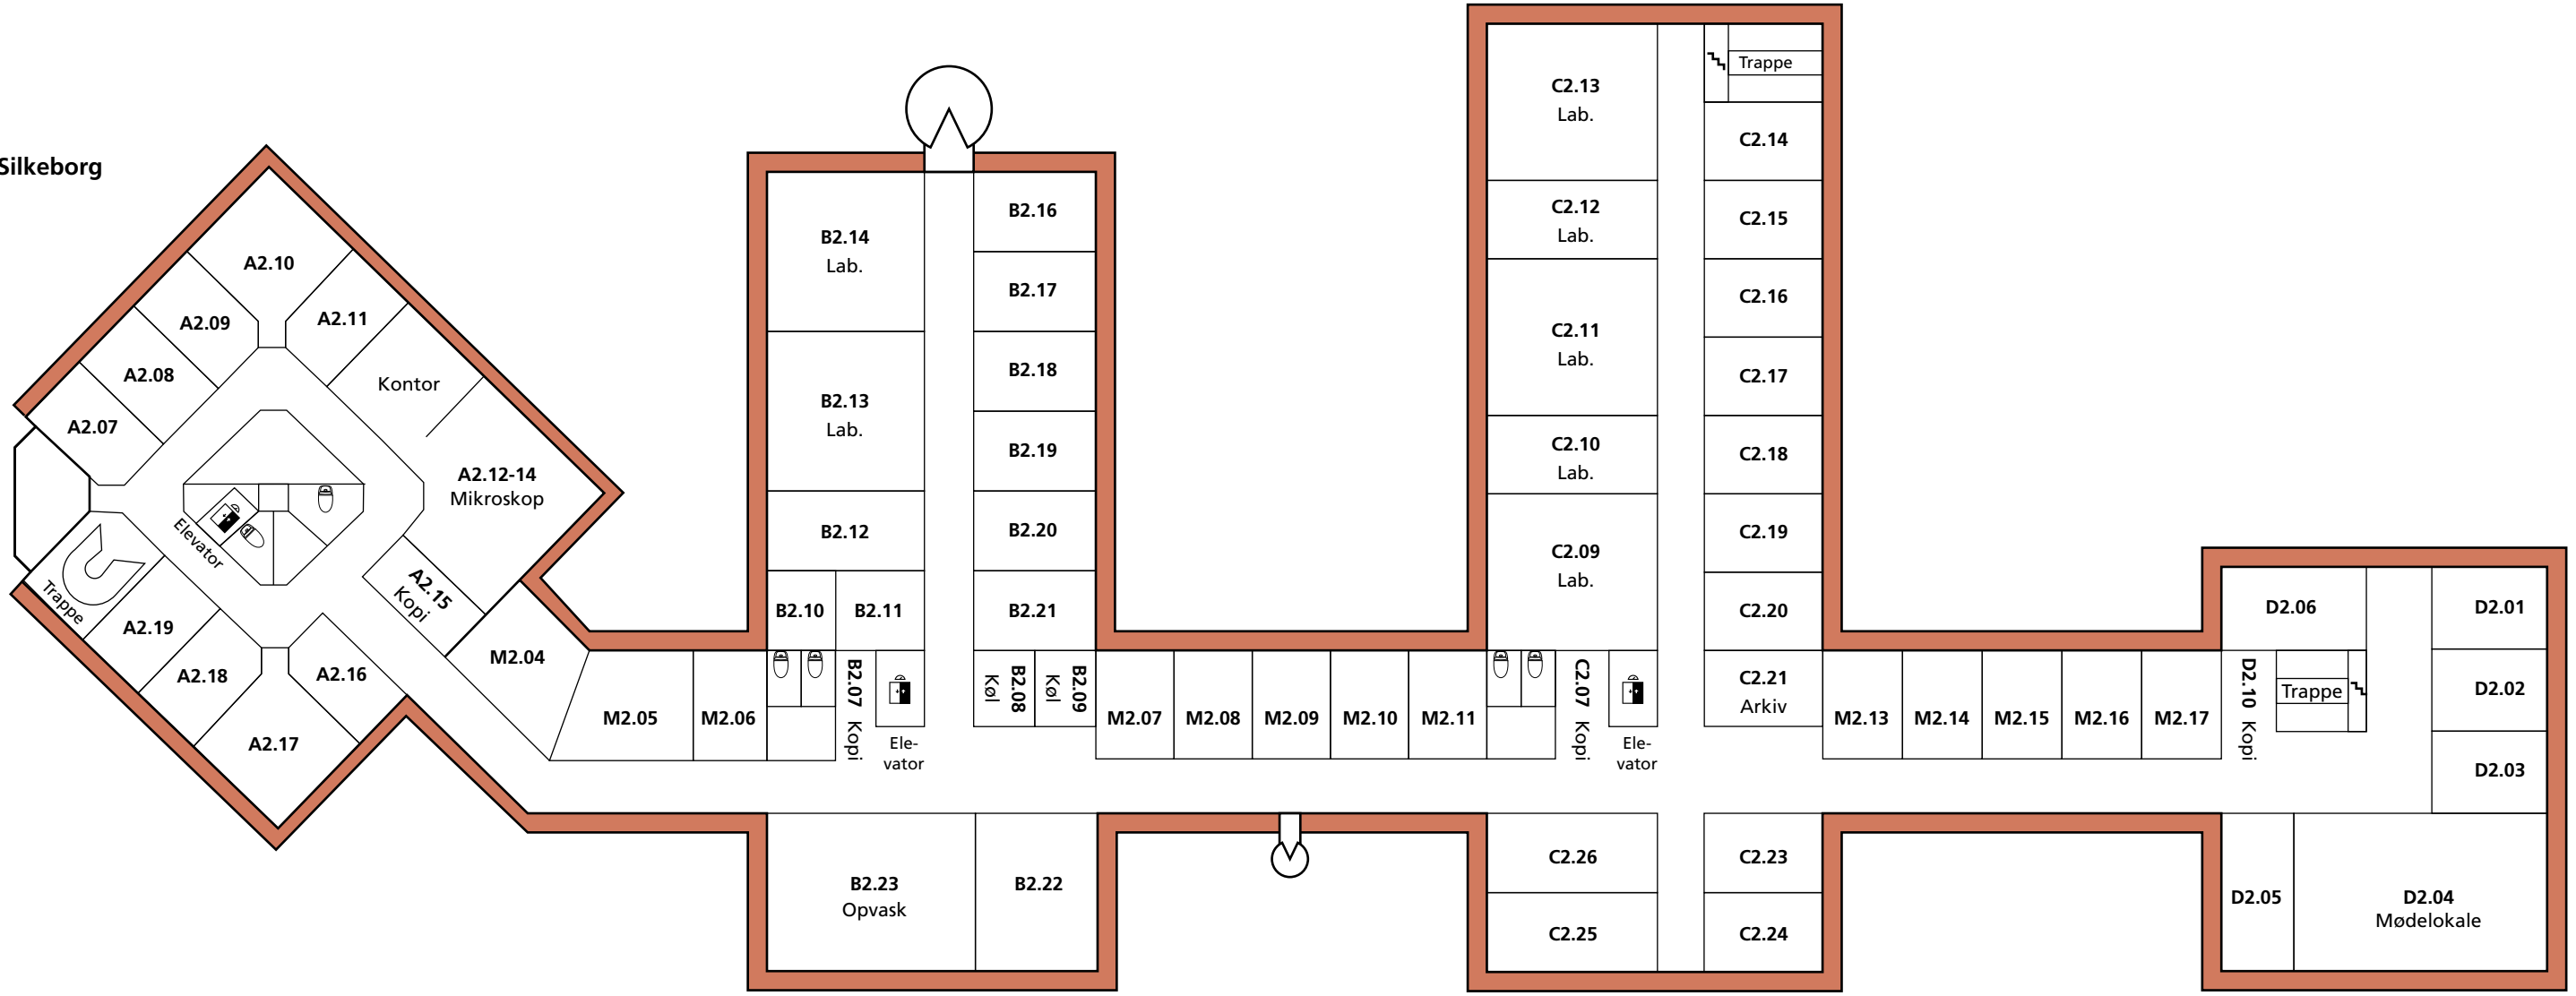 Silkeborg
A2.10
A2.09
A2.11
A2.08
Kontor
A2.07
A2.12-14
Mikroskop
Elevator
Trappe
A2.15
Kopi
A2.19
A2.18
A2.16
A2.17
M2.04
M2.05
M2.06
B2.14
Lab.
B2.13
Lab.
B2.12
B2.10
B2.11
B2.07 Kopi
Ele-
vator
B2.16
B2.17
B2.18
B2.19
B2.20
B2.21
B2.08
Køl
B2.09
Køl
B2.23
Opvask
B2.22
M2.07
M2.08
M2.09
M2.10
M2.11
C2.13
Lab.
C2.12
Lab.
C2.11
Lab.
C2.10
Lab.
C2.09
Lab.
C2.07 Kopi
Ele-
vator
Trappe
C2.14
C2.15
C2.16
C2.17
C2.18
C2.19
C2.20
C2.21
Arkiv
C2.26
C2.25
C2.23
C2.24
M2.13
M2.14
M2.15
M2.16
M2.17
D2.06
D2.10 Kopi
Trappe
D2.01
D2.02
D2.03
D2.05
D2.04
Mødelokale